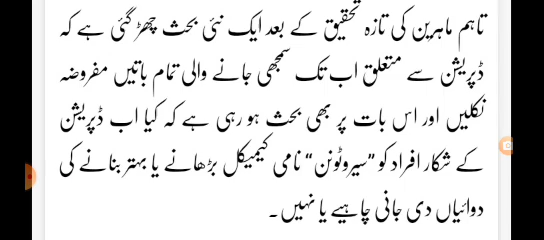 تاہم ماہرین کی تازہ تحقیق کے بعد ایک نئی بحث چھڑ گئی ہے کہ
ڈپریشن سے متعلق اب تک سمجھی جانے والی تمام باتیں مفروضہ
نکلیں اور اس بات پر بھی بحث ہو رہی ہے کہ کیا اب ڈپریشن
کے شکار افراد کو ”سیروٹونن“ نامی کیمیکل بڑھانے یا بہتر بنانے کی
دوائیاں دی جانی چاہیے یا نہیں۔